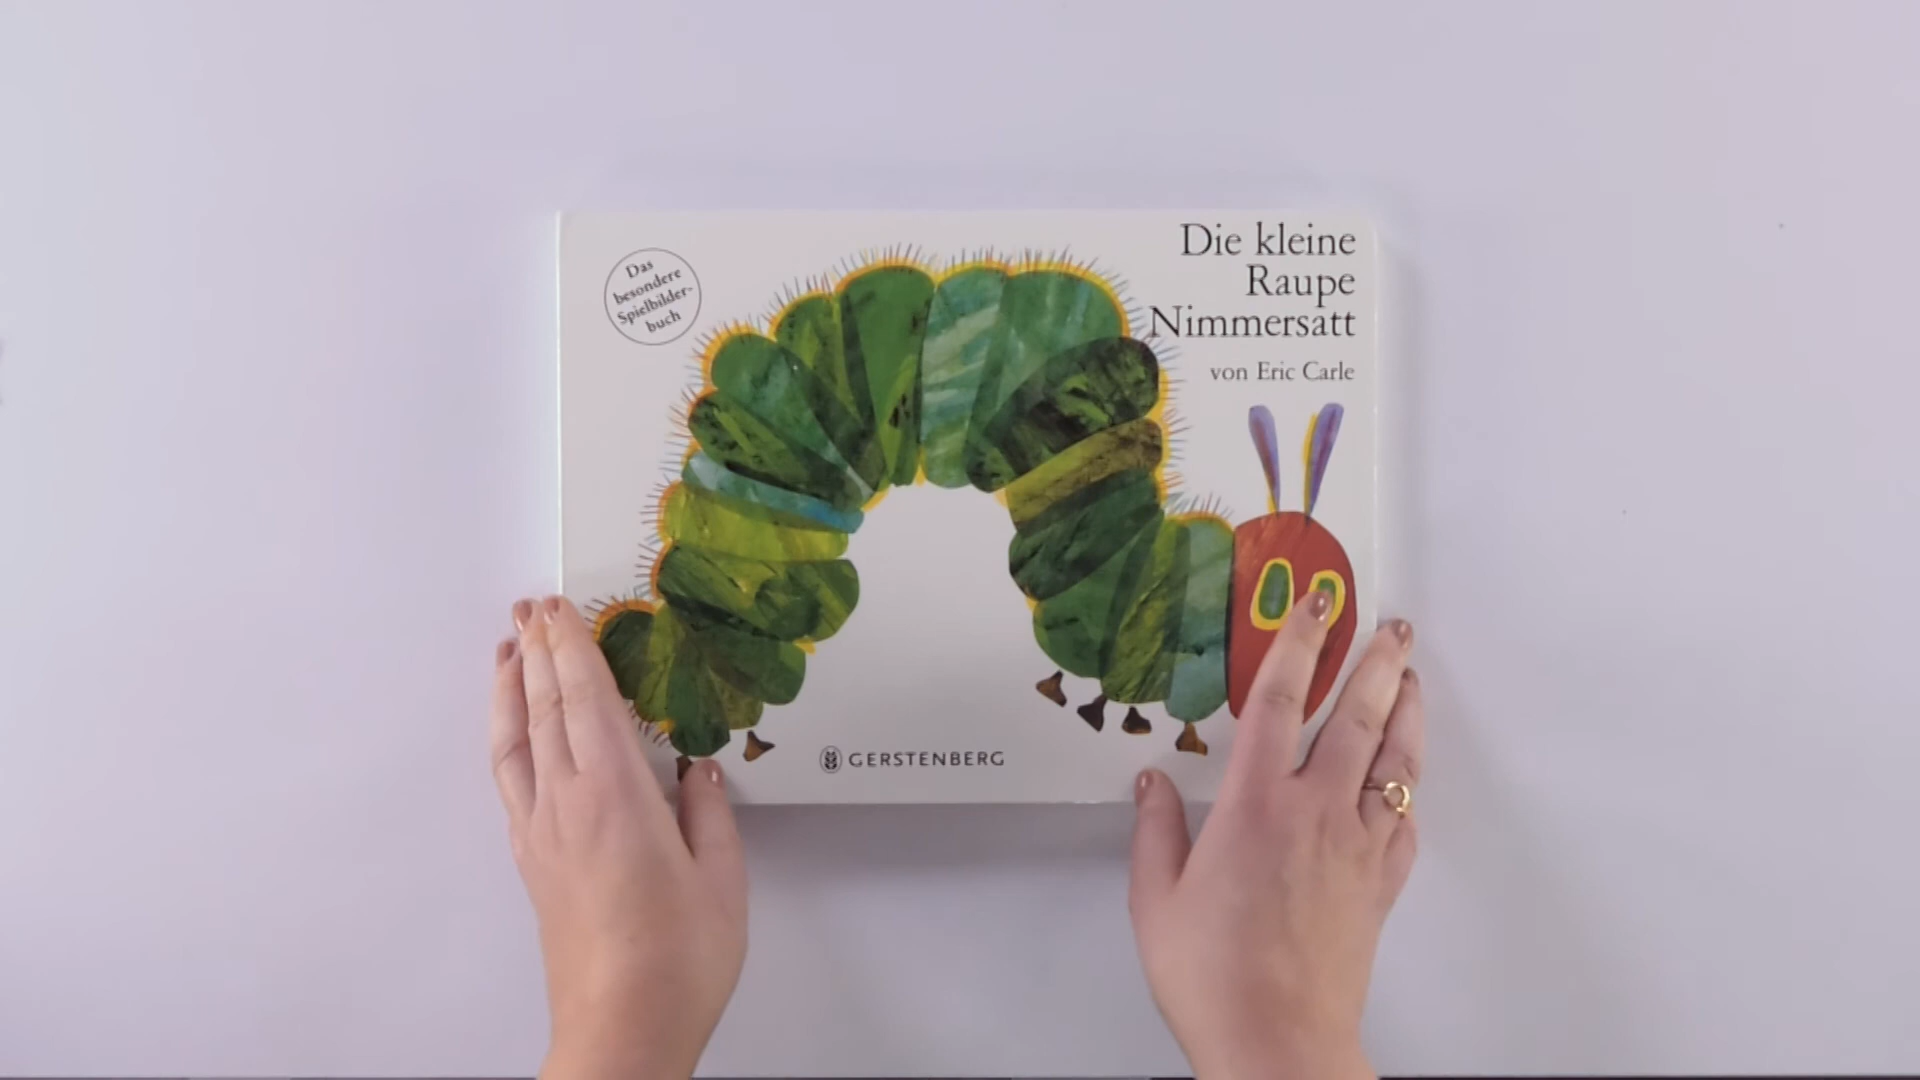 Das
besondere
Spielbilder-
buch
Die kleine
Raupe
Nimmersatt
von Eric Carle
GERSTENBERG